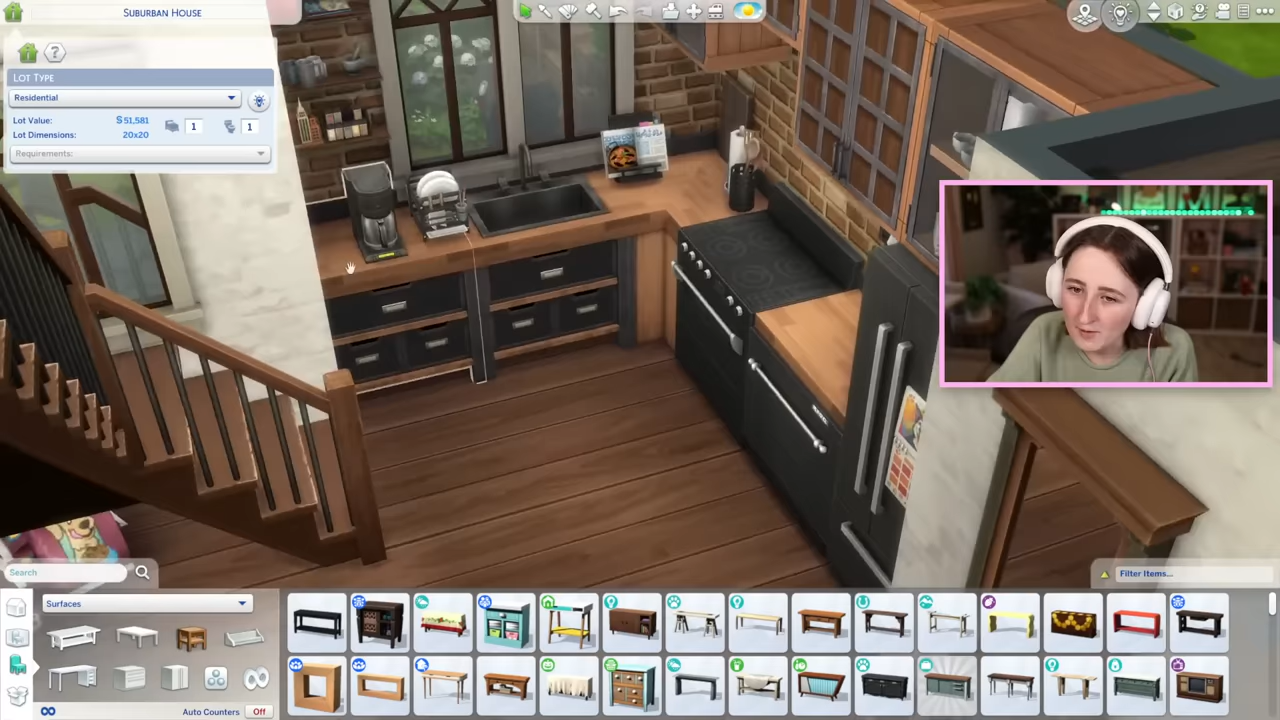 SUBURBAN HOUSE
?
LOT TYPE
Residential
Lot Value: §51,581
1
1
Lot Dimensions: 20x20
Requirements:
Search
Filter Items...
Surfaces
Auto Counters Off